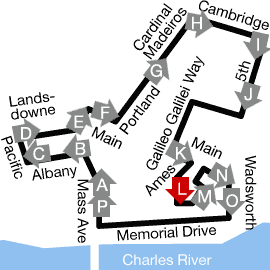 Cambridge
Cardinal
Medeiros
H
I
5th
G
J
Galileo Galilei Way
Lands-
downe
F
E
Portland
D
Main
Pacific
C
B
Albany
K
Main
Ames
A
L
N
Wadsworth
P
M
O
Mass Ave
Memorial Drive
Charles River